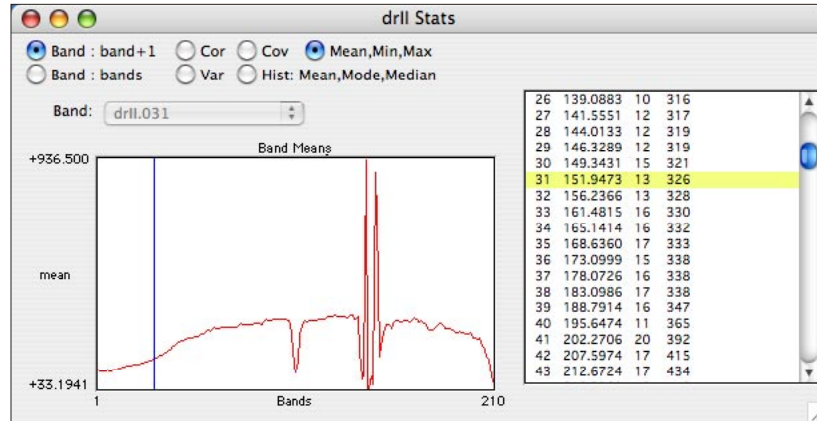 drII Stats
Band : band+1 Cor Cov Mean,Min,Max
Band : bands Var Hist: Mean,Mode,Median
Band: drII.031
Band Means
+936.500
mean
+33.1941
1 Bands 210
26 139.0883 10 316
27 141.5551 12 317
28 144.0133 12 319
29 146.3289 12 319
30 149.3431 15 321
31 151.9473 13 326
32 156.2366 13 328
33 161.4815 16 330
34 165.1414 16 332
35 168.6360 17 333
36 173.0999 15 338
37 178.0726 16 338
38 183.0986 17 338
39 188.7914 16 347
40 195.6474 11 365
41 202.2706 20 392
42 207.5974 17 415
43 212.6724 17 434